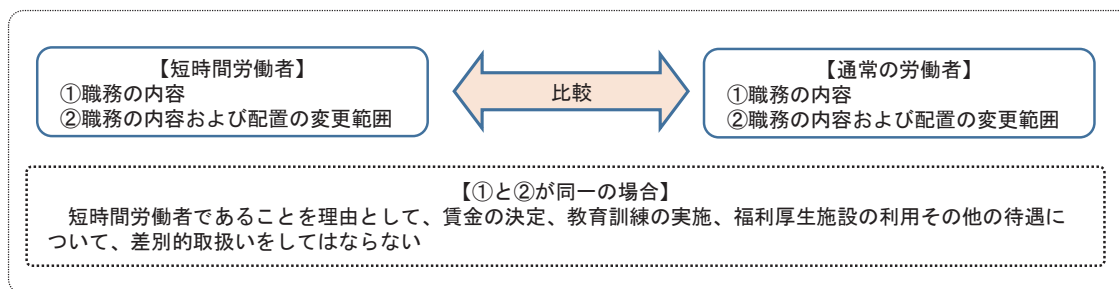 【短時間労働者】
①職務の内容
②職務の内容および配置の変更範囲
比較
【通常の労働者】
①職務の内容
②職務の内容および配置の変更範囲
【①と②が同一の場合】
　短時間労働者であることを理由として、賃金の決定、教育訓練の実施、福利厚生施設の利用その他の待遇に
ついて、差別的取扱いをしてはならない